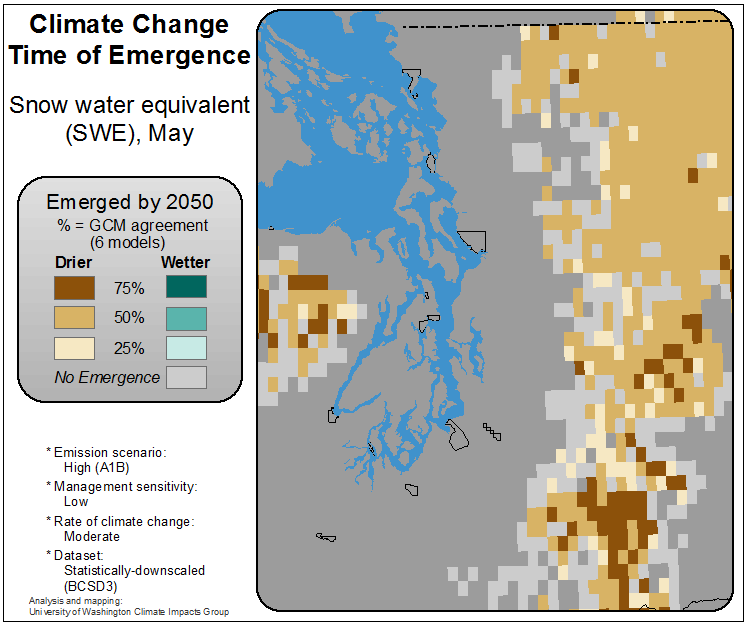 Climate Change
Time of Emergence
Snow water equivalent
(SWE), May
Emerged by 2050
% = GCM agreement
(6 models)
Drier Wetter
75%
50%
25%
No Emergence
* Emission scenario:
High (A1B)
* Management sensitivity:
Low
* Rate of climate change:
Moderate
* Dataset:
Statistically-downscaled
(BCSD3)
Analysis and mapping:
University of Washington Climate Impacts Group